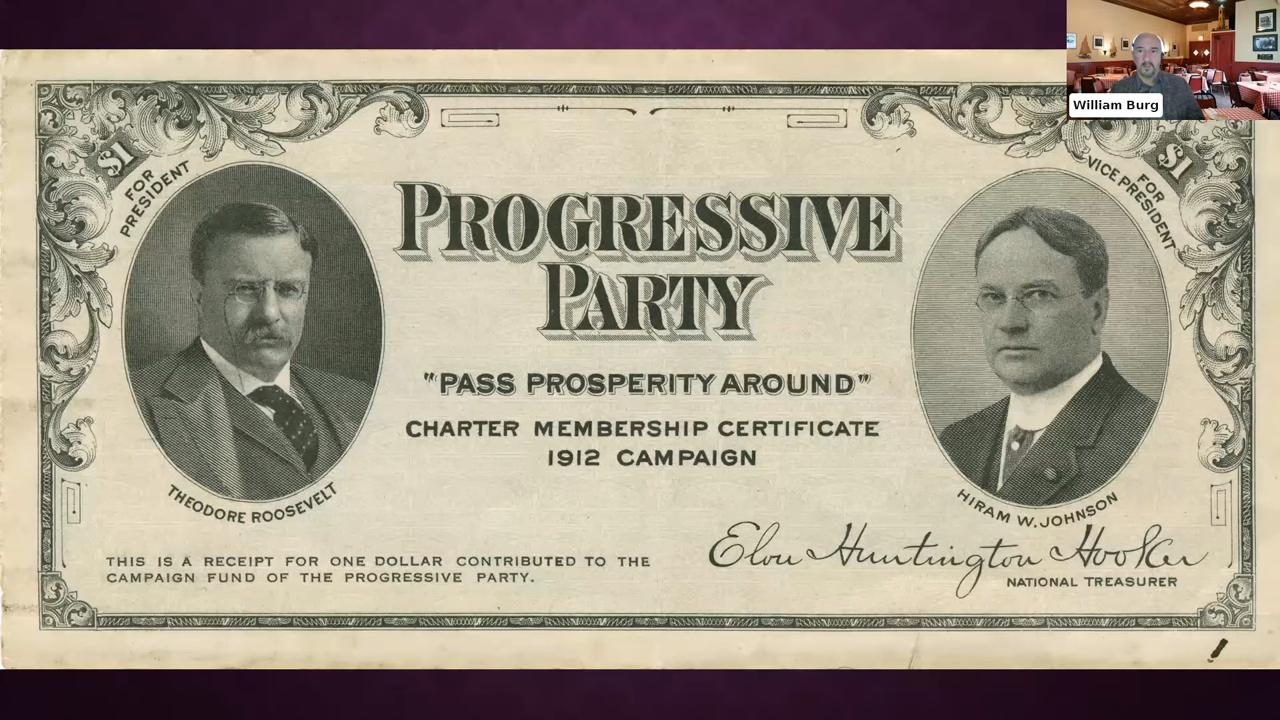 William Burg
$1
FOR
PRESIDENT
$1
FOR
VICE PRESIDENT
PROGRESSIVE
PARTY
"PASS PROSPERITY AROUND"
CHARTER MEMBERSHIP CERTIFICATE
1912 CAMPAIGN
THEODORE ROOSEVELT
HIRAM W. JOHNSON
THIS IS A RECEIPT FOR ONE DOLLAR CONTRIBUTED TO THE
CAMPAIGN FUND OF THE PROGRESSIVE PARTY.
Elon Huntington Hooker
NATIONAL TREASURER